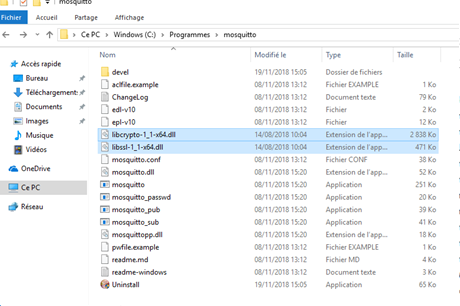 mosquitto
Fichier Accueil Partage Affichage
Ce PC Windows (C:) Programmes mosquitto
Nom Modifié le Type Taille
Accès rapide
Bureau
Téléchargements
Documents
Images
Musique
Vidéos
OneDrive
Ce PC
Réseau
devel 19/11/2018 15:05 Dossier de fichiers
aclfile.example 08/11/2018 13:12 Fichier EXAMPLE 1 Ko
ChangeLog 08/11/2018 13:12 Document texte 79 Ko
edl-v10 08/11/2018 13:12 Fichier 2 Ko
epl-v10 08/11/2018 13:12 Fichier 12 Ko
libcrypto-1_1-x64.dll 14/08/2018 10:04 Extension de l'app... 2 838 Ko
libssl-1_1-x64.dll 14/08/2018 10:04 Extension de l'app... 471 Ko
mosquitto.conf 08/11/2018 13:12 Fichier CONF 38 Ko
mosquitto.dll 08/11/2018 15:20 Extension de l'app... 52 Ko
mosquitto 08/11/2018 15:20 Application 251 Ko
mosquitto_passwd 08/11/2018 15:20 Application 20 Ko
mosquitto_pub 08/11/2018 15:20 Application 39 Ko
mosquitto_sub 08/11/2018 15:20 Application 41 Ko
mosquittopp.dll 08/11/2018 15:20 Extension de l'app... 18 Ko
pwfile.example 08/11/2018 13:12 Fichier EXAMPLE 1 Ko
readme.md 08/11/2018 13:12 Fichier MD 4 Ko
readme-windows 08/11/2018 13:12 Document texte 3 Ko
Uninstall 19/11/2018 15:05 Application 65 Ko